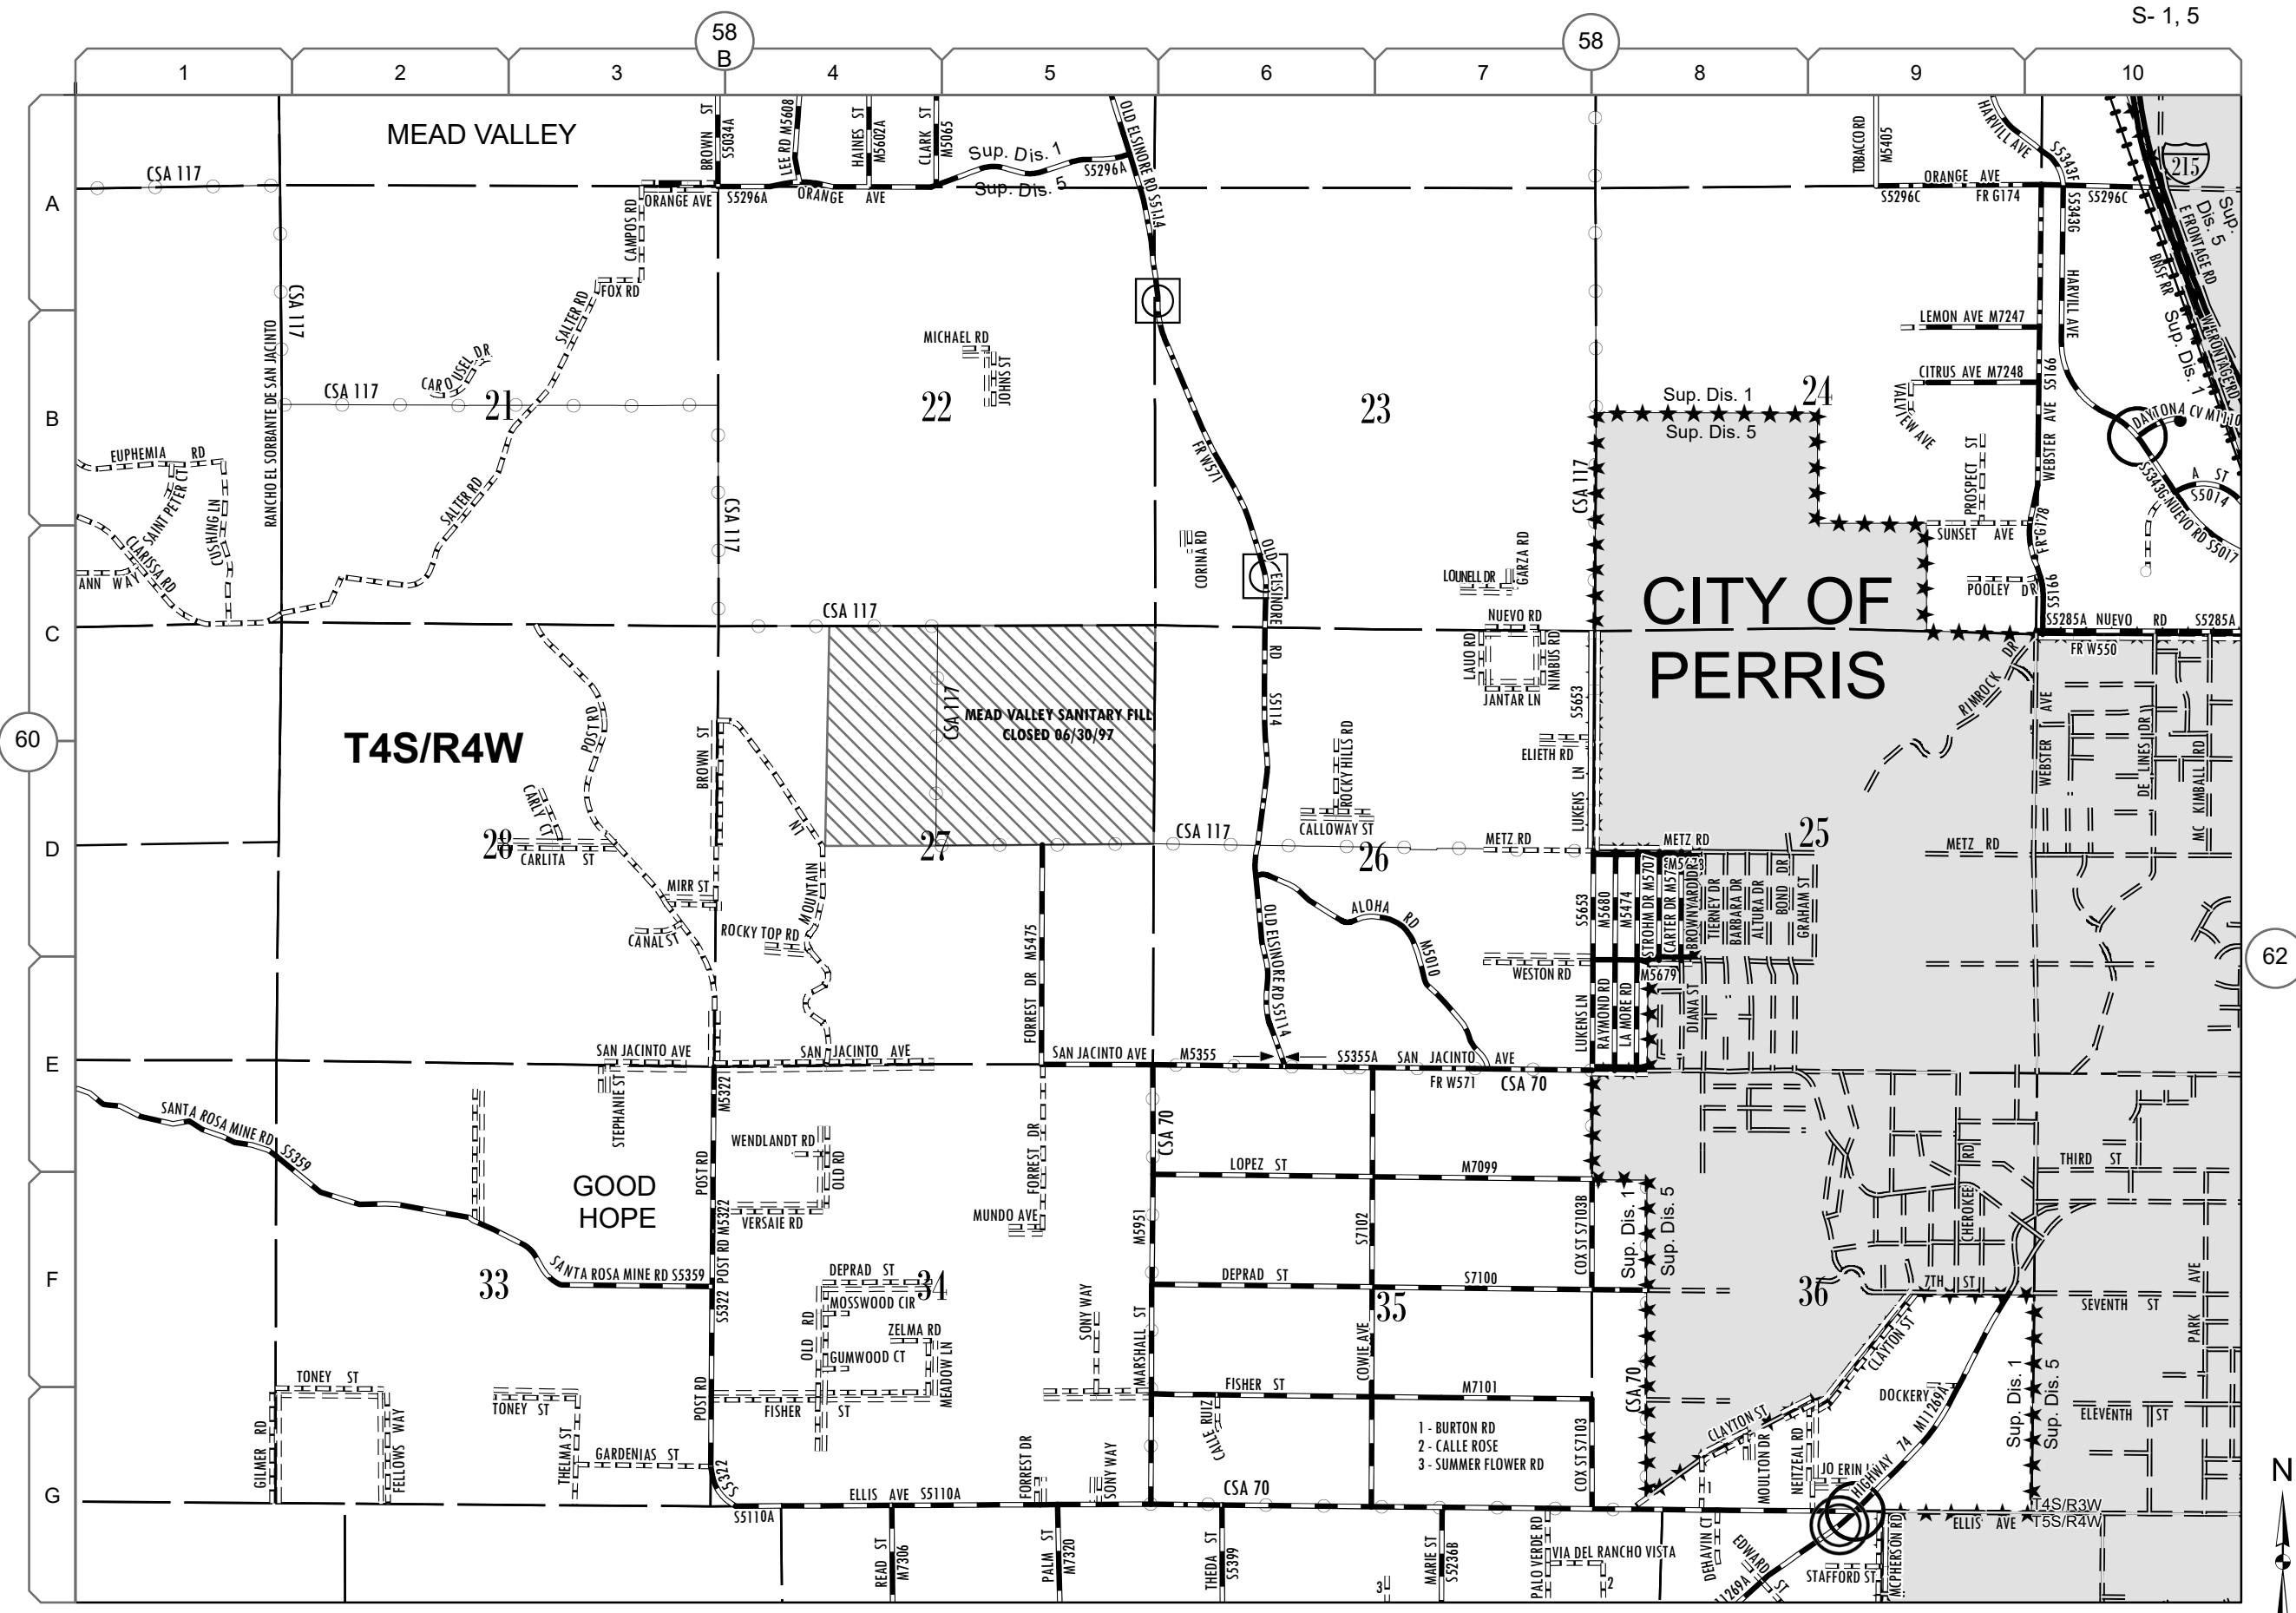 S- 1, 5
58
B
58
1
2
3
4
5
6
7
8
9
10
A
B
C
D
E
F
G
60
62
N
MEAD VALLEY
CSA 117
BROWN ST
S5034A
LEE RD M5608
HAINES ST
M5602A
CLARK ST
M5065
Sup. Dis. 1
S5296A
Sup. Dis. 5
OLD ELSINORE RD S5114
TOBACCO RD
M5405
HARVILL AVE
S5343F
215
ORANGE AVE
S5296A
ORANGE AVE
CAMPOS RD
FOX RD
SALTER RD
ORANGE AVE
S5296C
FR G174
S5296C
S5343G
Sup. Dis. 5
E FRONTAGE RD
BNSF RR
Sup. Dis. 1
W FRONTAGE RD
HARVILL AVE
CSA 117
RANCHO EL SORBANTE DE SAN JACINTO
MICHAEL RD
JOHNS ST
LEMON AVE M7247
CITRUS AVE M7248
WEBSTER AVE S5166
CAROUSEL DR
CSA 117
21
22
23
24
Sup. Dis. 1
Sup. Dis. 5
VALVIEW AVE
DAYTONA CV M1110
FR W571
EUPHEMIA RD
SAINT PETER CT
CUSHING LN
CLARISSA RD
ANN WAY
SALTER RD
CSA 117
CSA 117
PROSPECT ST
SUNSET AVE
FR G178
A ST
S5014
S5343G NUEVO RD S5017
CORINA RD
OLD ELSINORE RD
S5114
LOUNELL DR
GARZA RD
CITY OF
PERRIS
POOLEY DR
S5166
S5285A NUEVO RD S5285A
FR W550
CSA 117
NUEVO RD
LAUO RD
NIMBUS RD
JANTAR LN
S5653
RIMROCK DR
T4S/R4W
POST RD
BROWN ST
CSA 117
MEAD VALLEY SANITARY FILL
CLOSED 06/30/97
ELIETH RD
ROCKY HILLS RD
LUKENS LN
WEBSTER AVE
DE LINES DR
MC KIMBALL RD
CARLY CT
28
CARLITA ST
MOUNTAIN LN
27
CSA 117
CALLOWAY ST
26
METZ RD
METZ RD
25
METZ RD
MIRR ST
CANAL ST
ROCKY TOP RD
FORREST DR M5475
OLD ELSINORE RD S5114
ALOHA RD M5010
S5653
M5680
M5474
STROHM DR M5707
BROWNVARD DR
TIERNEY DR
BARBARA DR
ALTURA DR
BOND DR
GRAHAM ST
WESTON RD
M5679
LUKENS LN
RAYMOND RD
LA MORE RD
DIANA ST
SAN JACINTO AVE
SAN JACINTO AVE
SAN JACINTO AVE
M5355
S5355A
SAN JACINTO AVE
FR W571
CSA 70
SANTA ROSA MINE RD S5359
STEPHANIE ST
M5322
WENDLANDT RD
OLD RD
VERSAIE RD
FORREST DR
MUNDO AVE
CSA 70
LOPEZ ST
M7099
THIRD ST
CHEROKEE RD
GOOD
HOPE
POST RD
S5322 POST RD M5322
M5951
S7102
COX ST S7103B
Sup. Dis. 1
Sup. Dis. 5
33
SANTA ROSA MINE RD S5359
DEPRAD ST
MOSSWOOD CIR
34
OLD RD
ZELMA RD
GUMWOOD CT
MEADOW LN
SONY WAY
MARSHALL ST
DEPRAD ST
S7100
35
COWIE AVE
36
7TH ST
CLAYTON ST
SEVENTH ST
PARK AVE
TONEY ST
TONEY ST
GILMER RD
FELLOWS WAY
THELMA ST
GARDENIAS ST
POST RD
FISHER ST
FISHER ST
M7101
CALLE RUIZ
1 - BURTON RD
2 - CALLE ROSE
3 - SUMMER FLOWER RD
COX ST S7103
CSA 70
CLAYTON ST
MOULTON DR
NEITZEAL RD
DOCKERY
HIGHWAY 74 M11269A
Sup. Dis. 1
Sup. Dis. 5
ELEVENTH ST
S5322
S5110A
ELLIS AVE S5110A
FORREST DR
SONY WAY
CSA 70
1
T4S/R3W
T5S/R4W
ELLIS AVE
READ ST
M7306
PALM ST
M7320
THEDA ST
S5399
MARIE ST
S5236B
3
PALO VERDE RD
VIA DEL RANCHO VISTA
2
DEHAVIN CT
EDWARD ST
STAFFORD ST
MCPHERSON RD